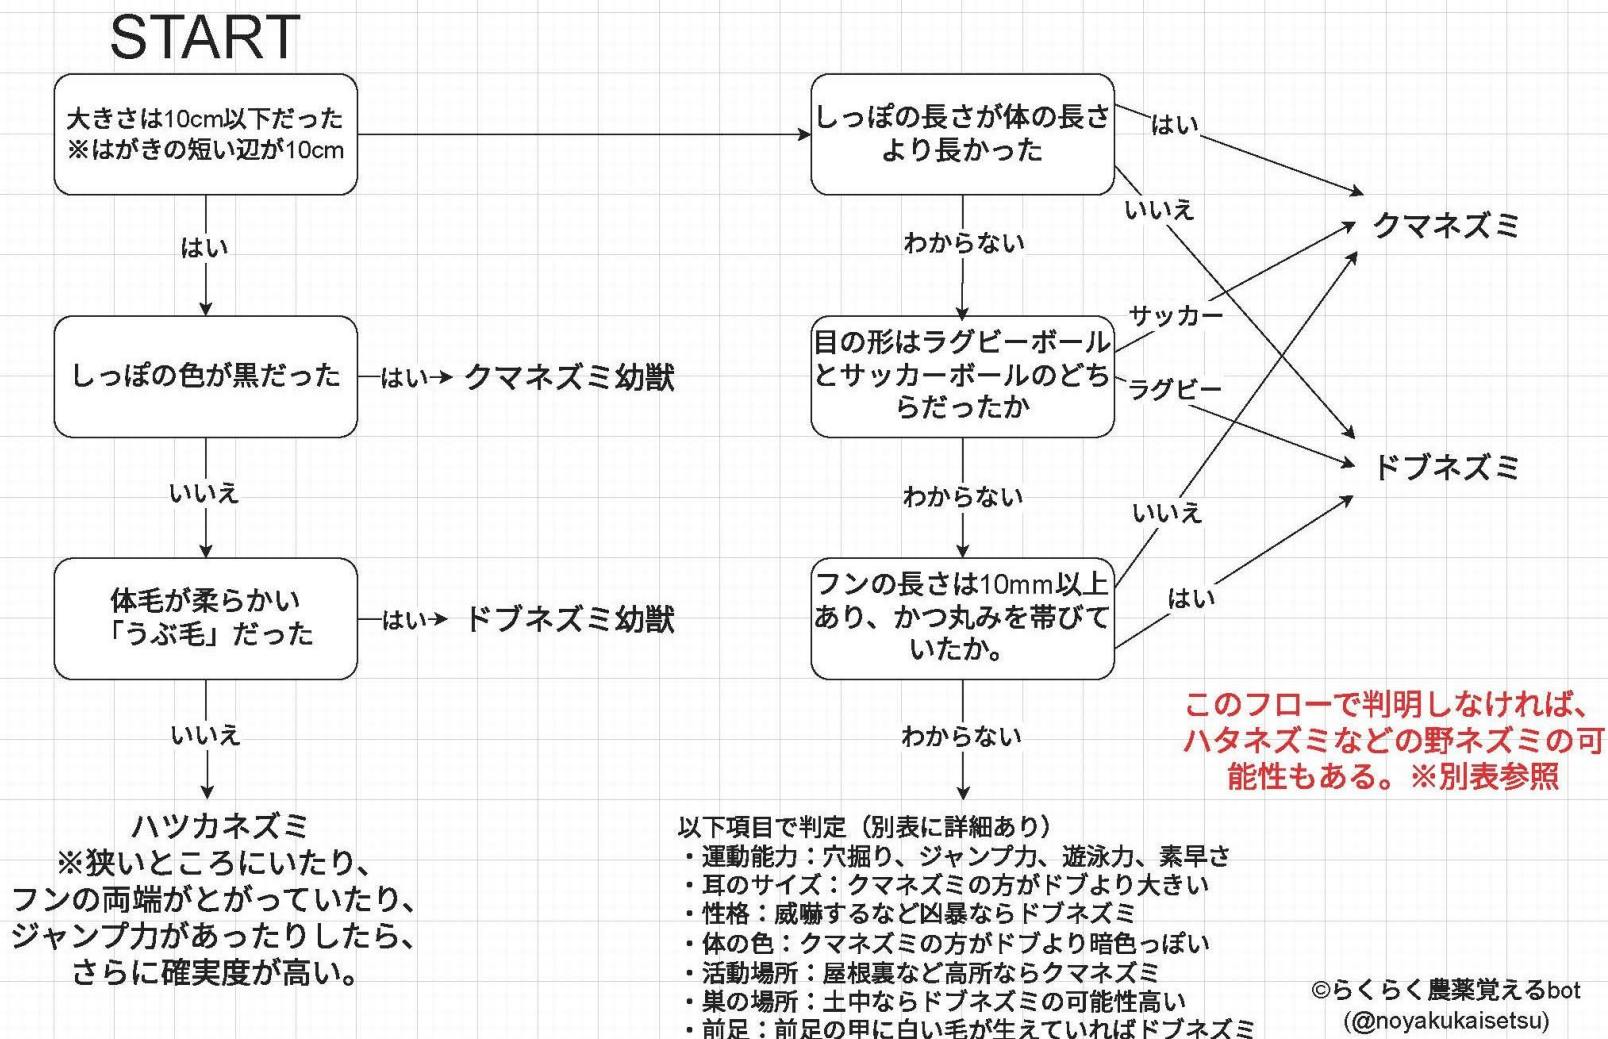 START
大きさは10cm以下だった
※はがきの短い辺が10cm
はい
しっぽの色が黒だった
はい
クマネズミ幼獣
いいえ
体毛が柔らかい
「うぶ毛」だった
はい
ドブネズミ幼獣
いいえ
ハツカネズミ
※狭いところにいたり、
フンの両端がとがっていたり、
ジャンプ力があったりしたら、
さらに確実度が高い。
しっぽの長さが体の長さ
より長かった
はい
いいえ
わからない
クマネズミ
目の形はラグビーボール
とサッカーボールのどち
らだったか
サッカー
ラグビー
わからない
ドブネズミ
フンの長さは10mm以上
あり、かつ丸みを帯びて
いたか。
いいえ
はい
わからない
このフローで判明しなければ、
ハタネズミなどの野ネズミの可
能性もある。※別表参照
以下項目で判定（別表に詳細あり）
・運動能力：穴掘り、ジャンプ力、遊泳力、素早さ
・耳のサイズ：クマネズミの方がドブより大きい
・性格：威嚇するなど凶暴ならドブネズミ
・体の色：クマネズミの方がドブより暗色っぽい
・活動場所：屋根裏など高所ならクマネズミ
・巣の場所：土中ならドブネズミの可能性高い
・前足：前足の甲に白い毛が生えていればドブネズミ
©らくらく農薬覚えるbot
(@noyakukaisetsu)